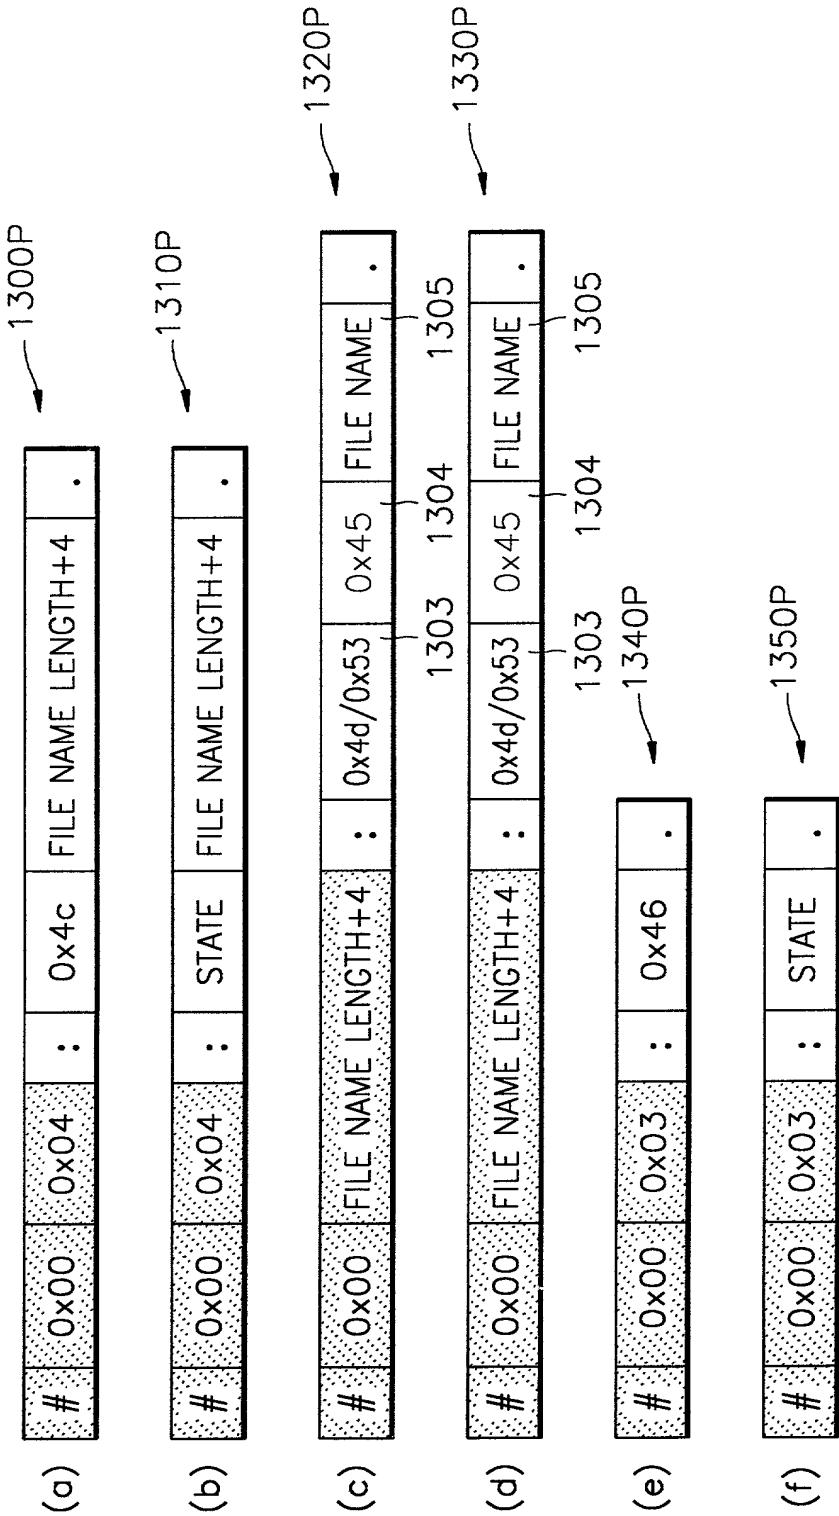 (a) # 0x00 0x04 : 0x4c FILE NAME LENGTH+4 . 1300P
(b) # 0x00 0x04 : STATE FILE NAME LENGTH+4 . 1310P
(c) # 0x00 FILE NAME LENGTH+4 : 0x4d/0x53 0x45 FILE NAME . 1320P
1303 1304 1305
(d) # 0x00 FILE NAME LENGTH+4 : 0x4d/0x53 0x45 FILE NAME . 1330P
1303 1304 1305
(e) # 0x00 0x03 : 0x46 . 1340P
(f) # 0x00 0x03 : STATE . 1350P